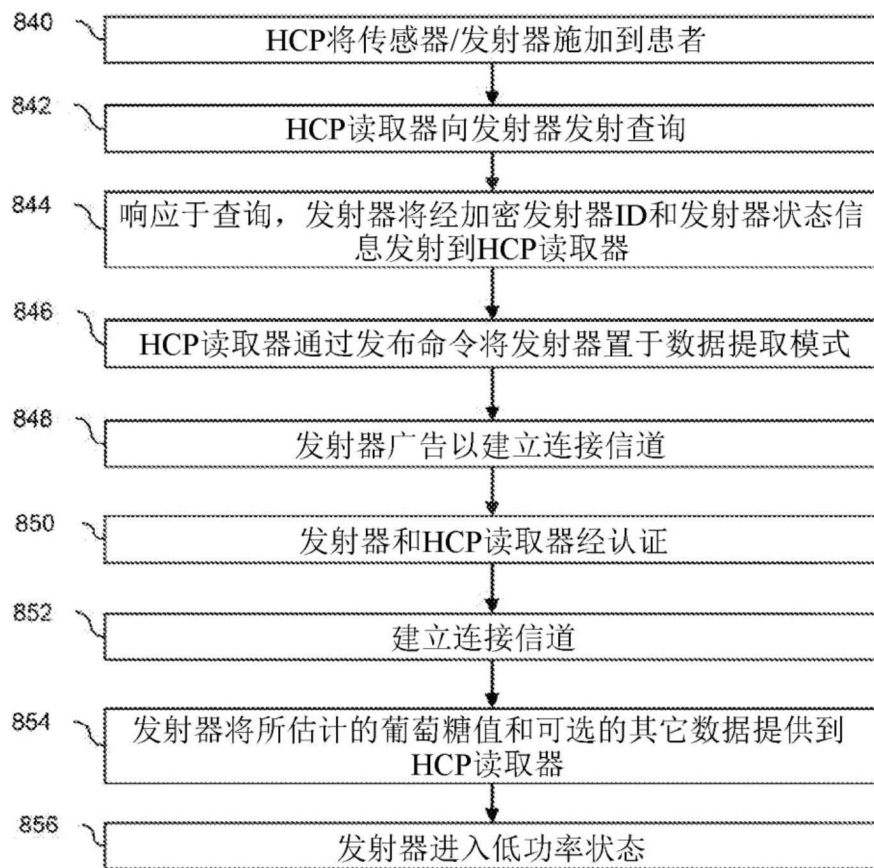 840
HCP将传感器/发射器施加到患者
842
HCP读取器向发射器发射查询
844
响应于查询，发射器将经加密发射器ID和发射器状态信
息发射到HCP读取器
846
HCP读取器通过发布命令将发射器置于数据提取模式
848
发射器广告以建立连接信道
850
发射器和HCP读取器经认证
852
建立连接信道
854
发射器将所估计的葡萄糖值和可选的其它数据提供到
HCP读取器
856
发射器进入低功率状态